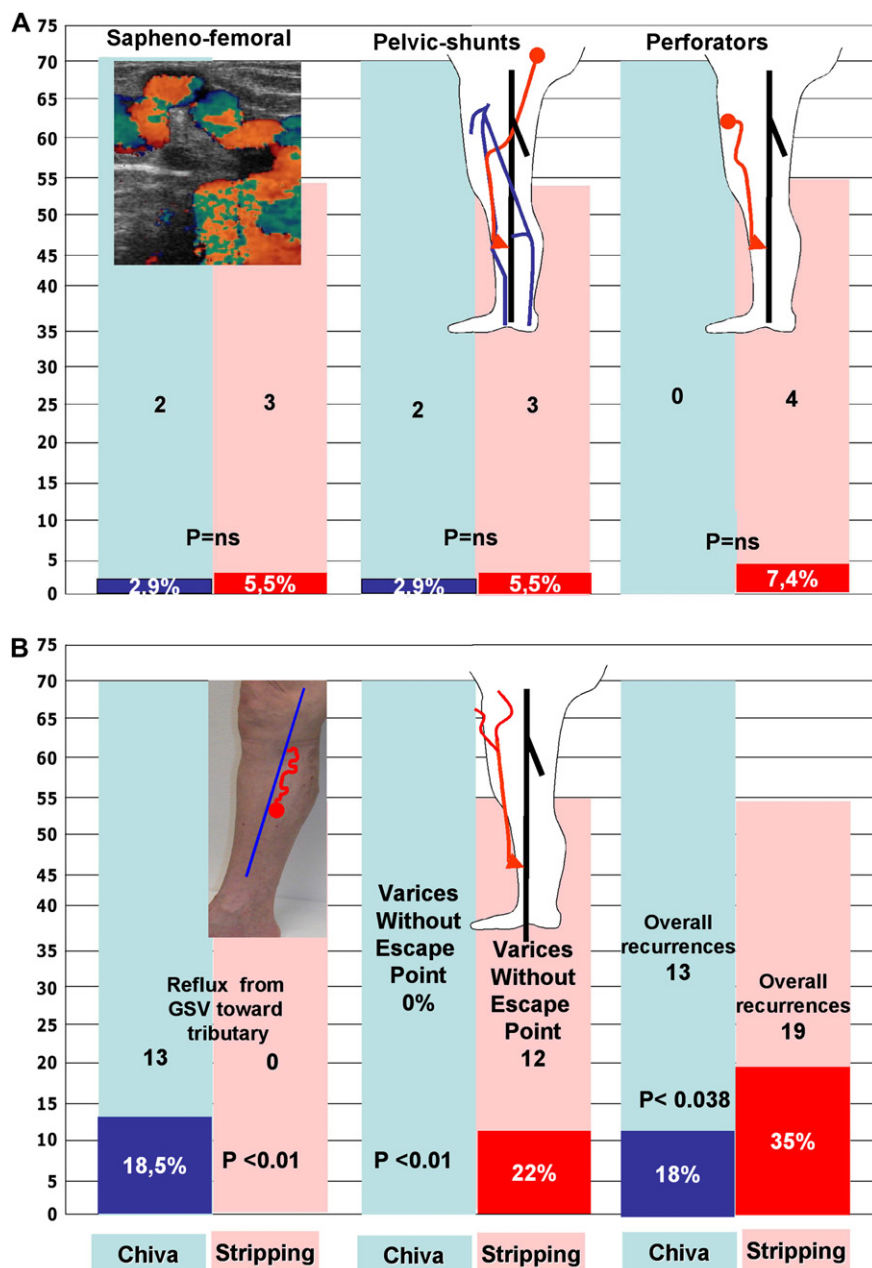 A
75
70
65
60
55
50
45
40
35
30
25
20
15
10
5
0
Sapheno-femoral
Pelvic-shunts
Perforators
2
3
2
3
0
4
P=ns
P=ns
P=ns
2,9%
5,5%
2,9%
5,5%
7,4%
B
75
70
65
60
55
50
45
40
35
30
25
20
15
10
5
0
Reflux from
GSV toward
tributary
13
0
18,5%
P <0.01
Varices
Without
Escape
Point
0%
P <0.01
Varices
Without
Escape
Point
12
22%
Overall
recurrences
13
P< 0.038
18%
Overall
recurrences
19
35%
Chiva
Stripping
Chiva
Stripping
Chiva
Stripping